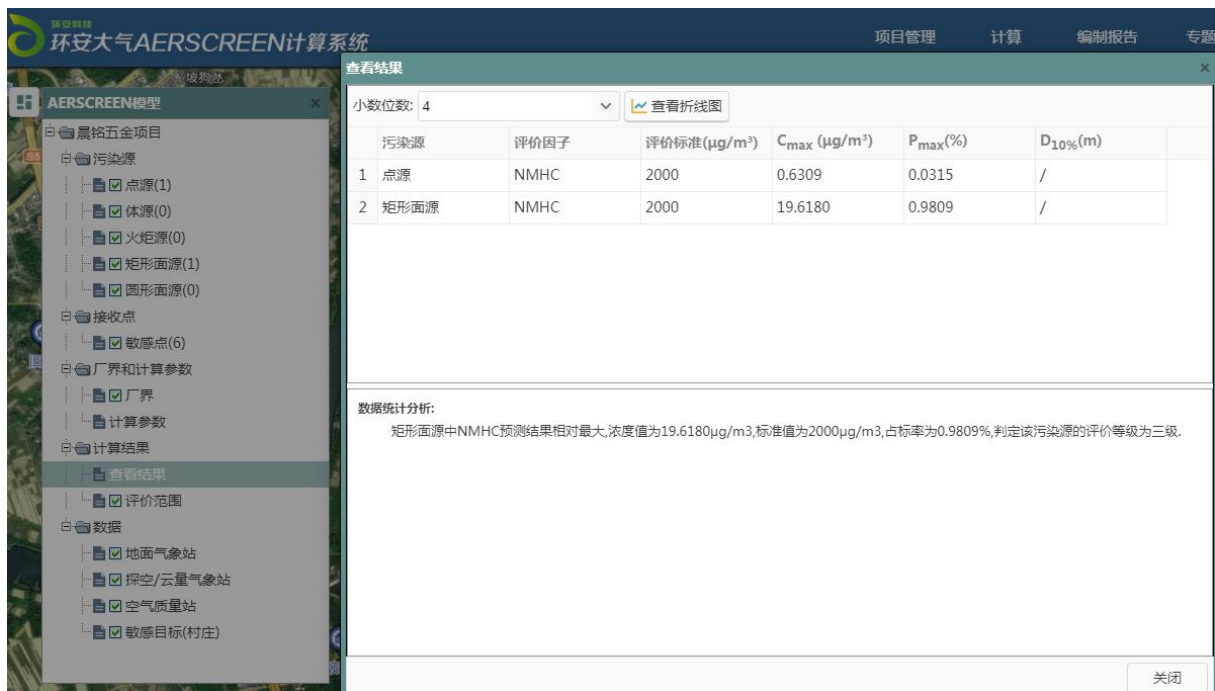 环安科技
环安大气AERSCREEN计算系统
项目管理 计算 编制报告 专题
查看结果 ×
AERSCREEN模型 ×
小数位数: 4 查看折线图
晨铭五金项目
污染源
点源(1)
体源(0)
火炬源(0)
矩形面源(1)
圆形面源(0)
接收点
敏感点(6)
厂界和计算参数
厂界
计算参数
计算结果
查看结果
评价范围
数据
地面气象站
探空/云量气象站
空气质量站
敏感目标(村庄)
污染源 评价因子 评价标准(μg/m³) Cmax (μg/m³) Pmax(%) D10%(m)
1 点源 NMHC 2000 0.6309 0.0315 /
2 矩形面源 NMHC 2000 19.6180 0.9809 /
数据统计分析:
矩形面源中NMHC预测结果相对最大,浓度值为19.6180μg/m3,标准值为2000μg/m3,占标率为0.9809%,判定该污染源的评价等级为三级.
关闭